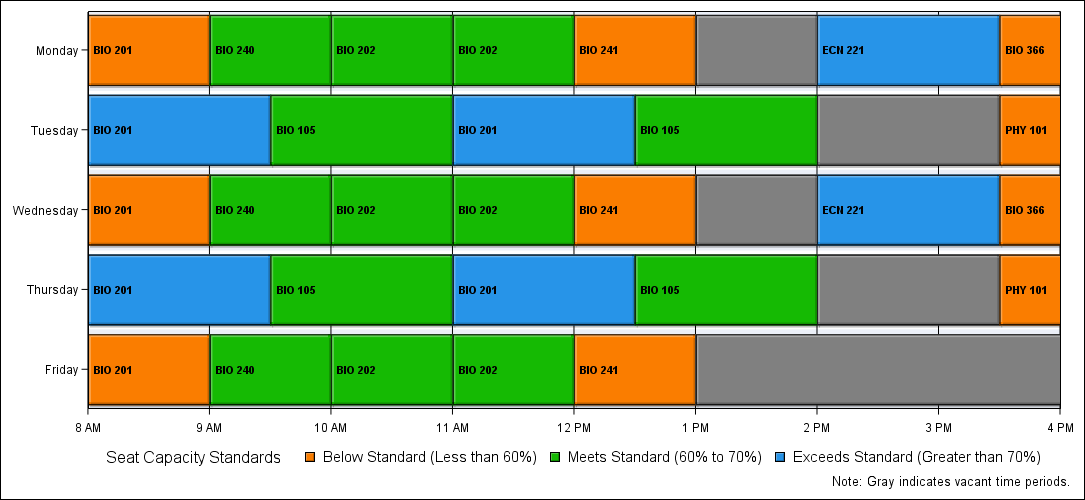 Monday BIO 201 BIO 240 BIO 202 BIO 202 BIO 241 ECN 221 BIO 366
Tuesday BIO 201 BIO 105 BIO 201 BIO 105 PHY 101
Wednesday BIO 201 BIO 240 BIO 202 BIO 202 BIO 241 ECN 221 BIO 366
Thursday BIO 201 BIO 105 BIO 201 BIO 105 PHY 101
Friday BIO 201 BIO 240 BIO 202 BIO 202 BIO 241
8 AM 9 AM 10 AM 11 AM 12 PM 1 PM 2 PM 3 PM 4 PM
Seat Capacity Standards Below Standard (Less than 60%) Meets Standard (60% to 70%) Exceeds Standard (Greater than 70%)
Note: Gray indicates vacant time periods.